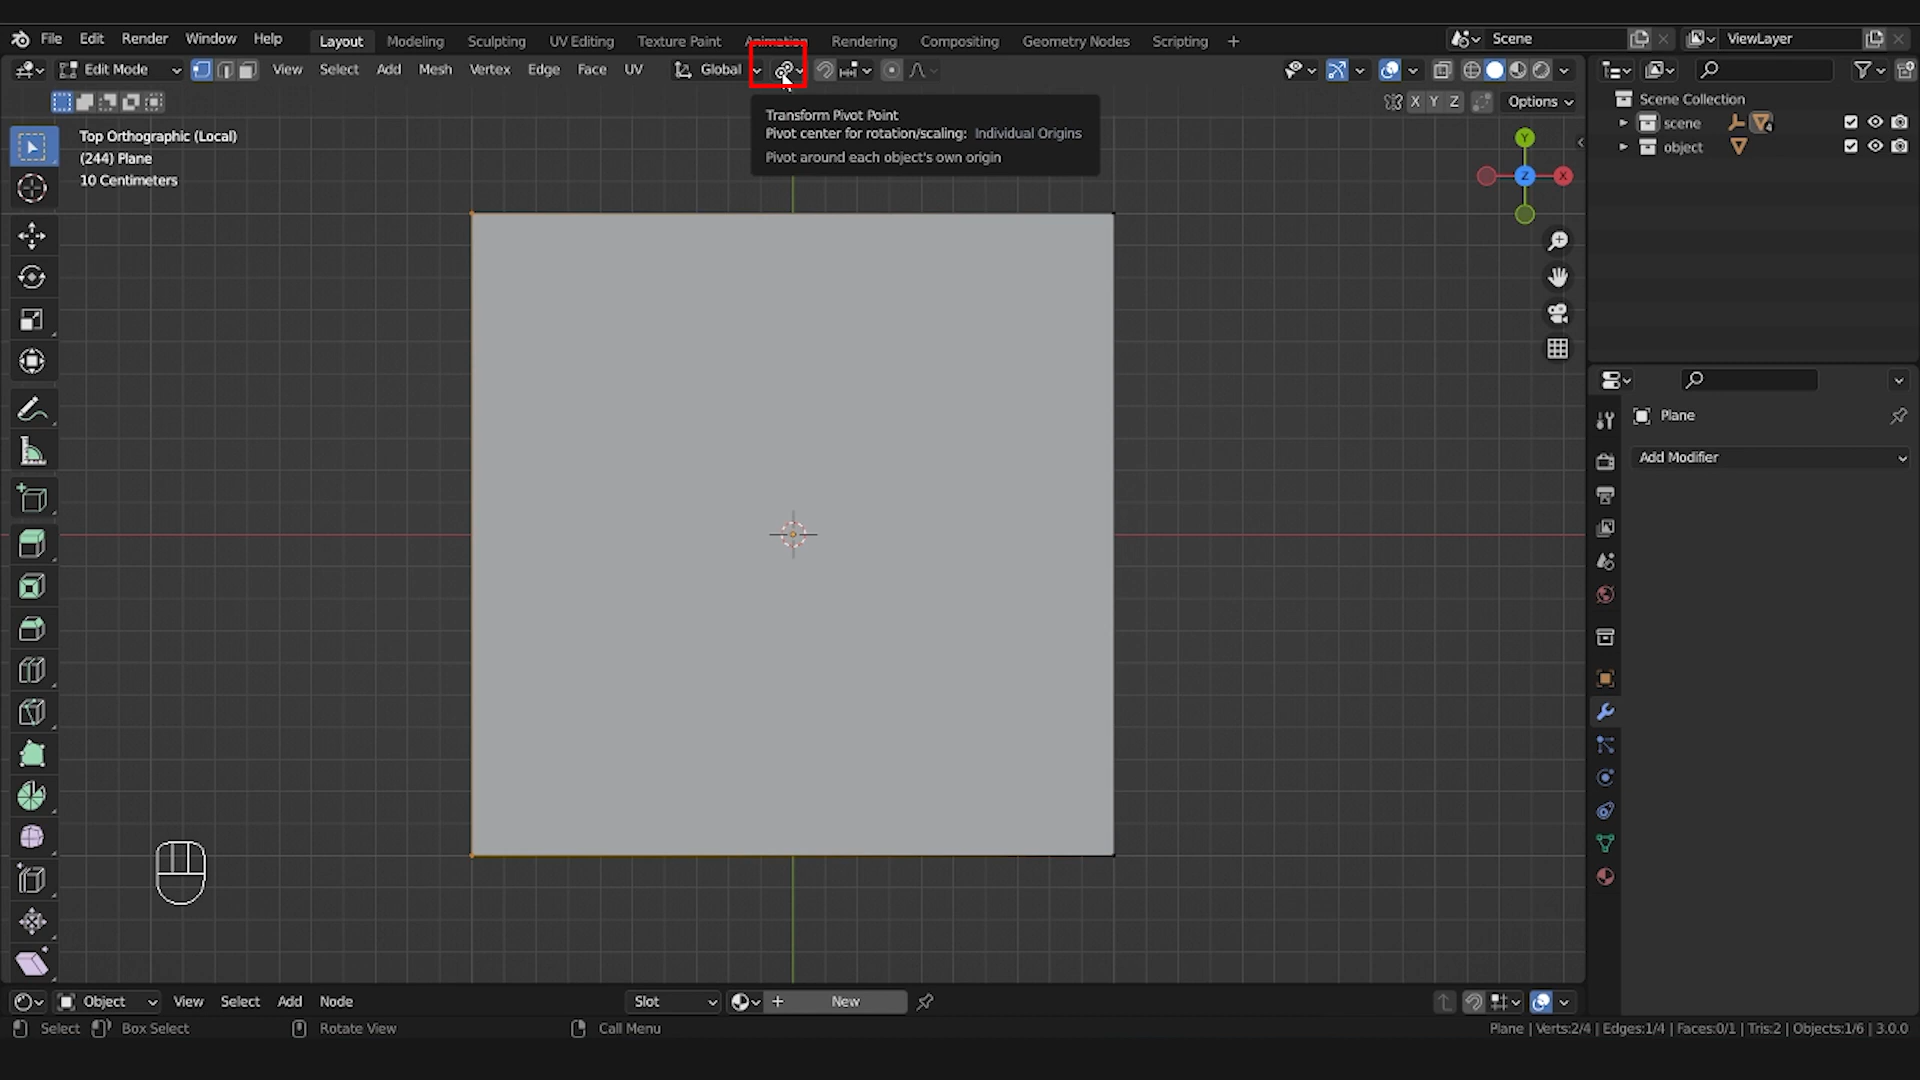 File Edit Render Window Help
Layout Modeling Sculpting UV Editing Texture Paint Animation Rendering Compositing Geometry Nodes Scripting +
Scene
ViewLayer
Edit Mode
View Select Add Mesh Vertex Edge Face UV
Global
X Y Z
Options
Scene Collection
scene
4
object
Transform Pivot Point
Pivot center for rotation/scaling: Individual Origins
Pivot around each object's own origin
Top Orthographic (Local)
(244) Plane
10 Centimeters
Y
Z
X
Plane
Add Modifier
Object
View Select Add Node
Slot
New
Select Box Select Rotate View Call Menu
Plane | Verts:2/4 | Edges:1/4 | Faces:0/1 | Tris:2 | Objects:1/6 | 3.0.0